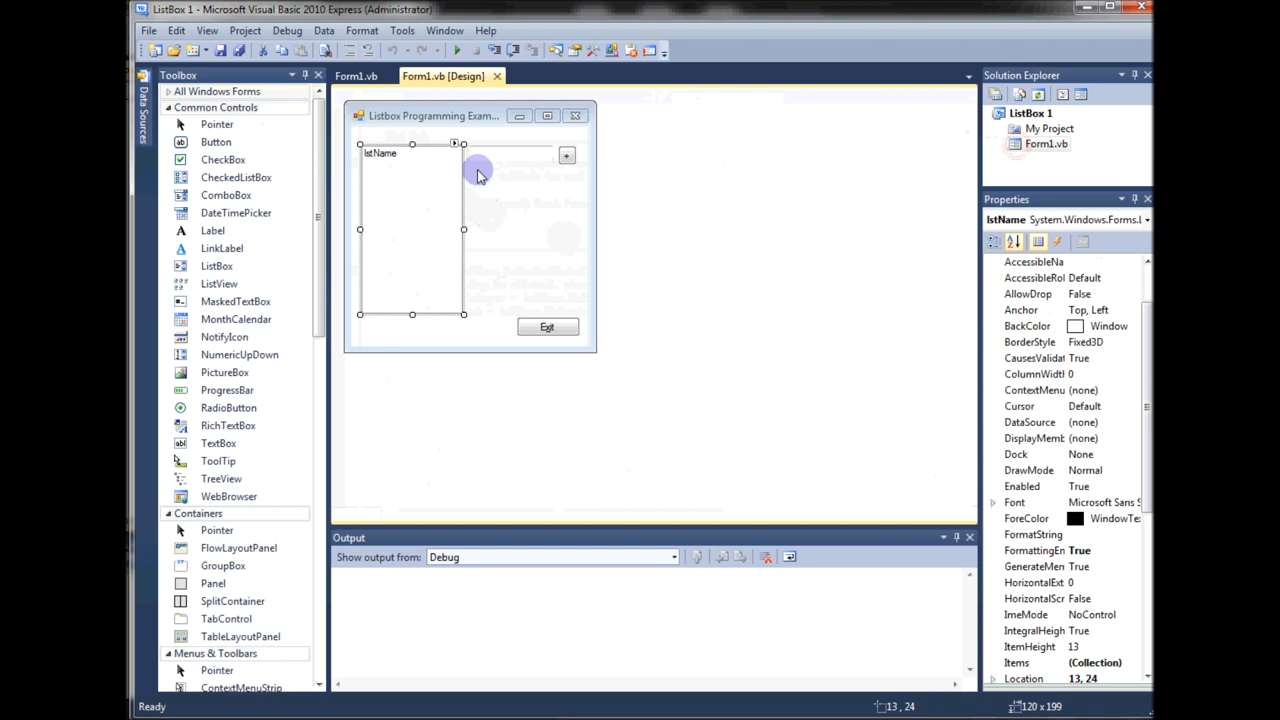 ListBox 1 - Microsoft Visual Basic 2010 Express (Administrator)
File Edit View Project Debug Data Format Tools Window Help
Data Sources
Toolbox
All Windows Forms
Common Controls
Pointer
Button
CheckBox
CheckedListBox
ComboBox
DateTimePicker
Label
LinkLabel
ListBox
ListView
MaskedTextBox
MonthCalendar
NotifyIcon
NumericUpDown
PictureBox
ProgressBar
RadioButton
RichTextBox
TextBox
ToolTip
TreeView
WebBrowser
Containers
Pointer
FlowLayoutPanel
GroupBox
Panel
SplitContainer
TabControl
TableLayoutPanel
Menus & Toolbars
Pointer
ContextMenuStrip
Form1.vb Form1.vb [Design]
Listbox Programming Exam...
lstName
+
Exit
Output
Show output from: Debug
Solution Explorer
ListBox 1
My Project
Form1.vb
Properties
lstName System.Windows.Forms.L
AccessibleNa
AccessibleRol Default
AllowDrop False
Anchor Top, Left
BackColor Window
BorderStyle Fixed3D
CausesValidat True
ColumnWidth 0
ContextMenu (none)
Cursor Default
DataSource (none)
DisplayMemb (none)
Dock None
DrawMode Normal
Enabled True
Font Microsoft Sans S
ForeColor WindowTex
FormatString
FormattingEn True
GenerateMem True
HorizontalExt 0
HorizontalScr False
ImeMode NoControl
IntegralHeigh True
ItemHeight 13
Items (Collection)
Location 13, 24
Ready 13 , 24 120 x 199